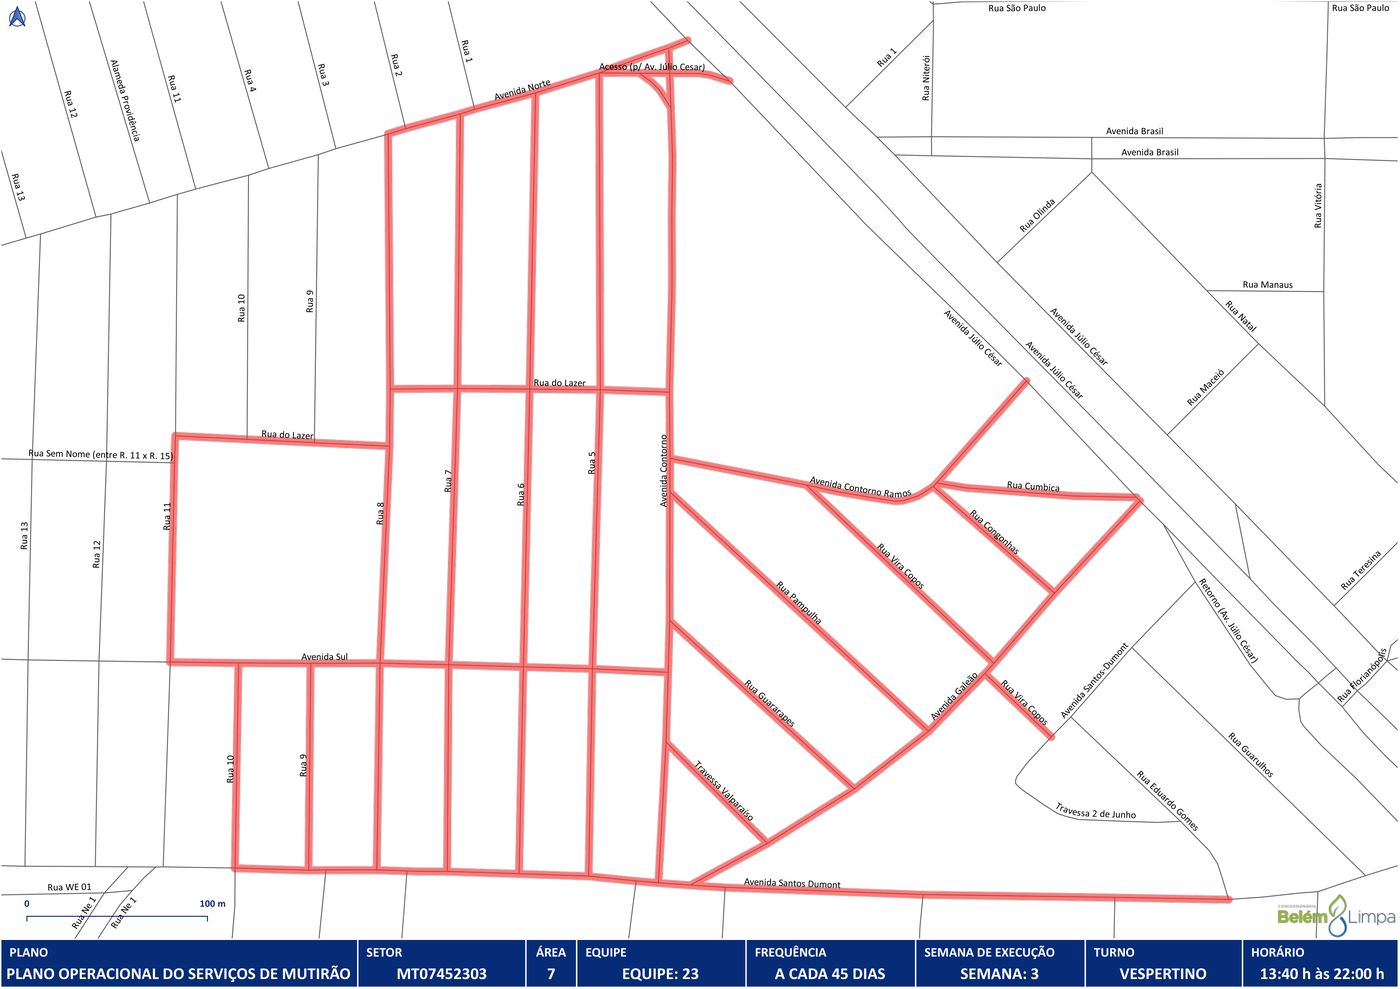 Rua São Paulo
Rua São Paulo
Rua 1
Rua 2
Rua 1
Rua 3
Rua 4
Rua 11
Alameda Providência
Rua 12
Rua 13
Acesso (p/ Av. Júlio Cesar)
Avenida Norte
Rua Niterói
Avenida Brasil
Avenida Brasil
Rua Olinda
Rua Vitória
Rua Manaus
Rua Natal
Rua Maceió
Avenida Júlio César
Avenida Júlio César
Avenida Júlio César
Rua 10
Rua 9
Rua do Lazer
Rua do Lazer
Rua Sem Nome (entre R. 11 x R. 15)
Rua 13
Rua 12
Rua 11
Rua 8
Rua 7
Rua 6
Rua 5
Avenida Contorno
Avenida Contorno Ramos
Rua Cumbica
Rua Congonhas
Rua Vira Copos
Rua Pampulha
Rua Guararapes
Travessa Valparaíso
Avenida Galeão
Rua Vira Copos
Avenida Santos-Dumont
Retorno (Av. Júlio César)
Rua Teresina
Rua Florianópolis
Rua Guarulhos
Rua Eduardo Gomes
Travessa 2 de Junho
Avenida Sul
Rua 10
Rua 9
Avenida Santos Dumont
Rua WE 01
Rua Ne 1
Rua Ne 1
0 100 m
CONCESSIONÁRIA
Belém Limpa
PLANO
PLANO OPERACIONAL DO SERVIÇOS DE MUTIRÃO
SETOR
MT07452303
ÁREA
7
EQUIPE
EQUIPE: 23
FREQUÊNCIA
A CADA 45 DIAS
SEMANA DE EXECUÇÃO
SEMANA: 3
TURNO
VESPERTINO
HORÁRIO
13:40 h às 22:00 h